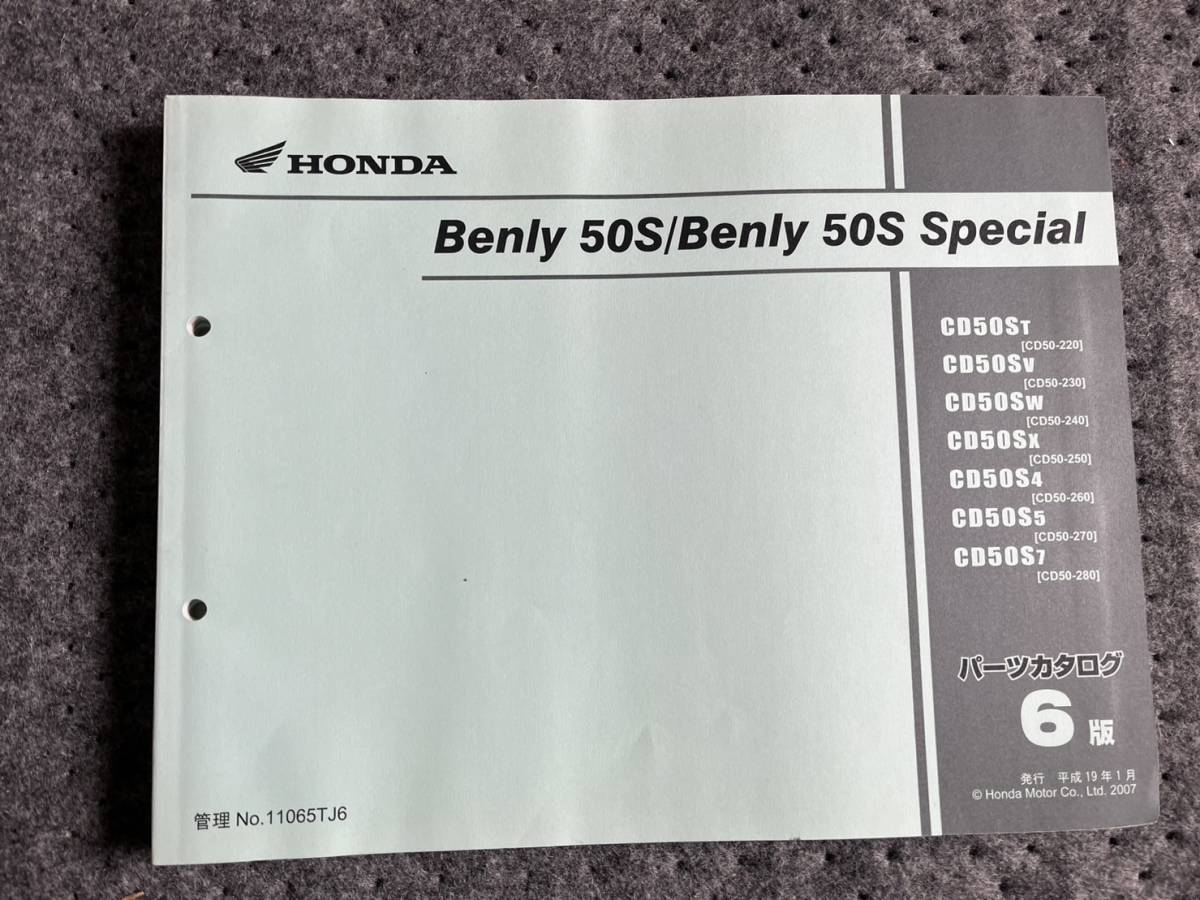 HONDA
Benly 50S/Benly 50S Special
CD50ST
[CD50-220]
CD50SV
[CD50-230]
CD50SW
[CD50-240]
CD50SX
[CD50-250]
CD50S4
[CD50-260]
CD50S5
[CD50-270]
CD50S7
[CD50-280]
パーツカタログ
6 版
発行 平成19年1月
© Honda Motor Co., Ltd. 2007
管理 No.11065TJ6